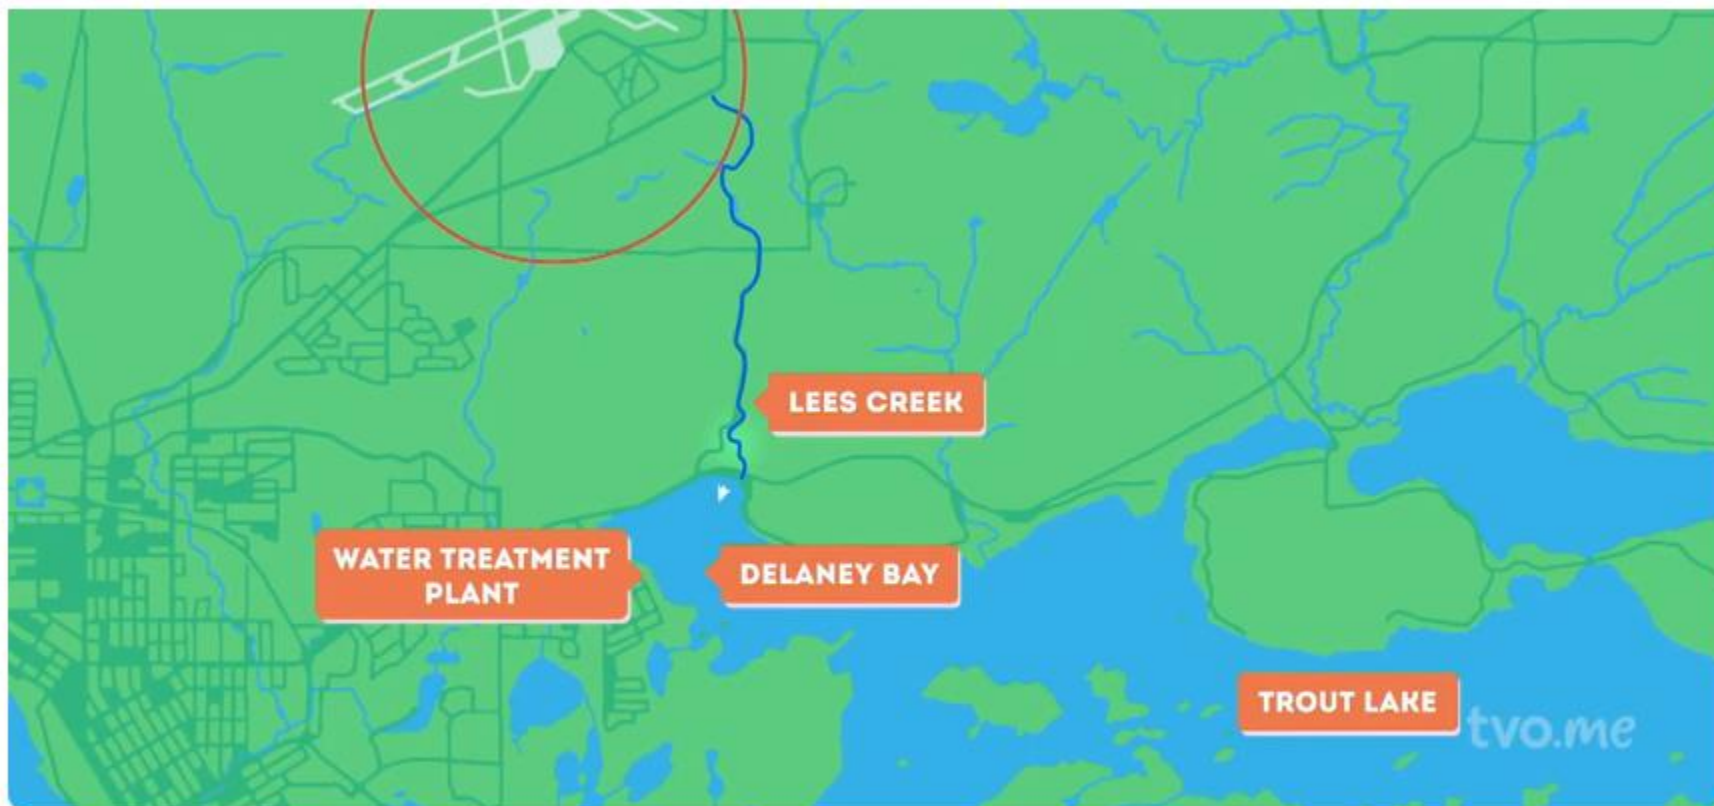 LEES CREEK
WATER TREATMENT
PLANT
DELANEY BAY
TROUT LAKE
tvo.me